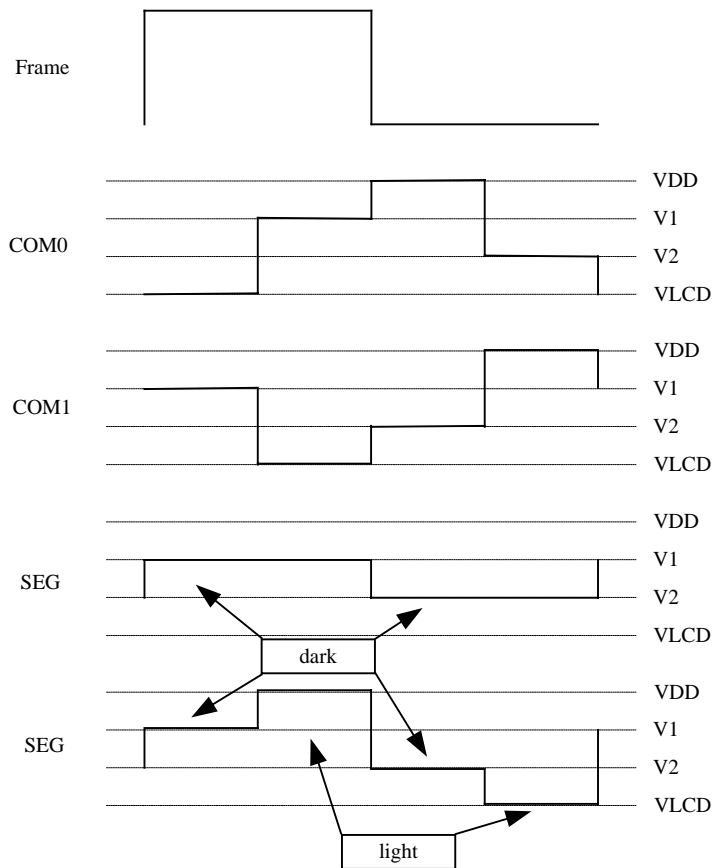 Frame
VDD
V1
COM0
V2
VLCD
VDD
V1
COM1
V2
VLCD
VDD
V1
SEG
V2
VLCD
dark
VDD
V1
SEG
V2
VLCD
light